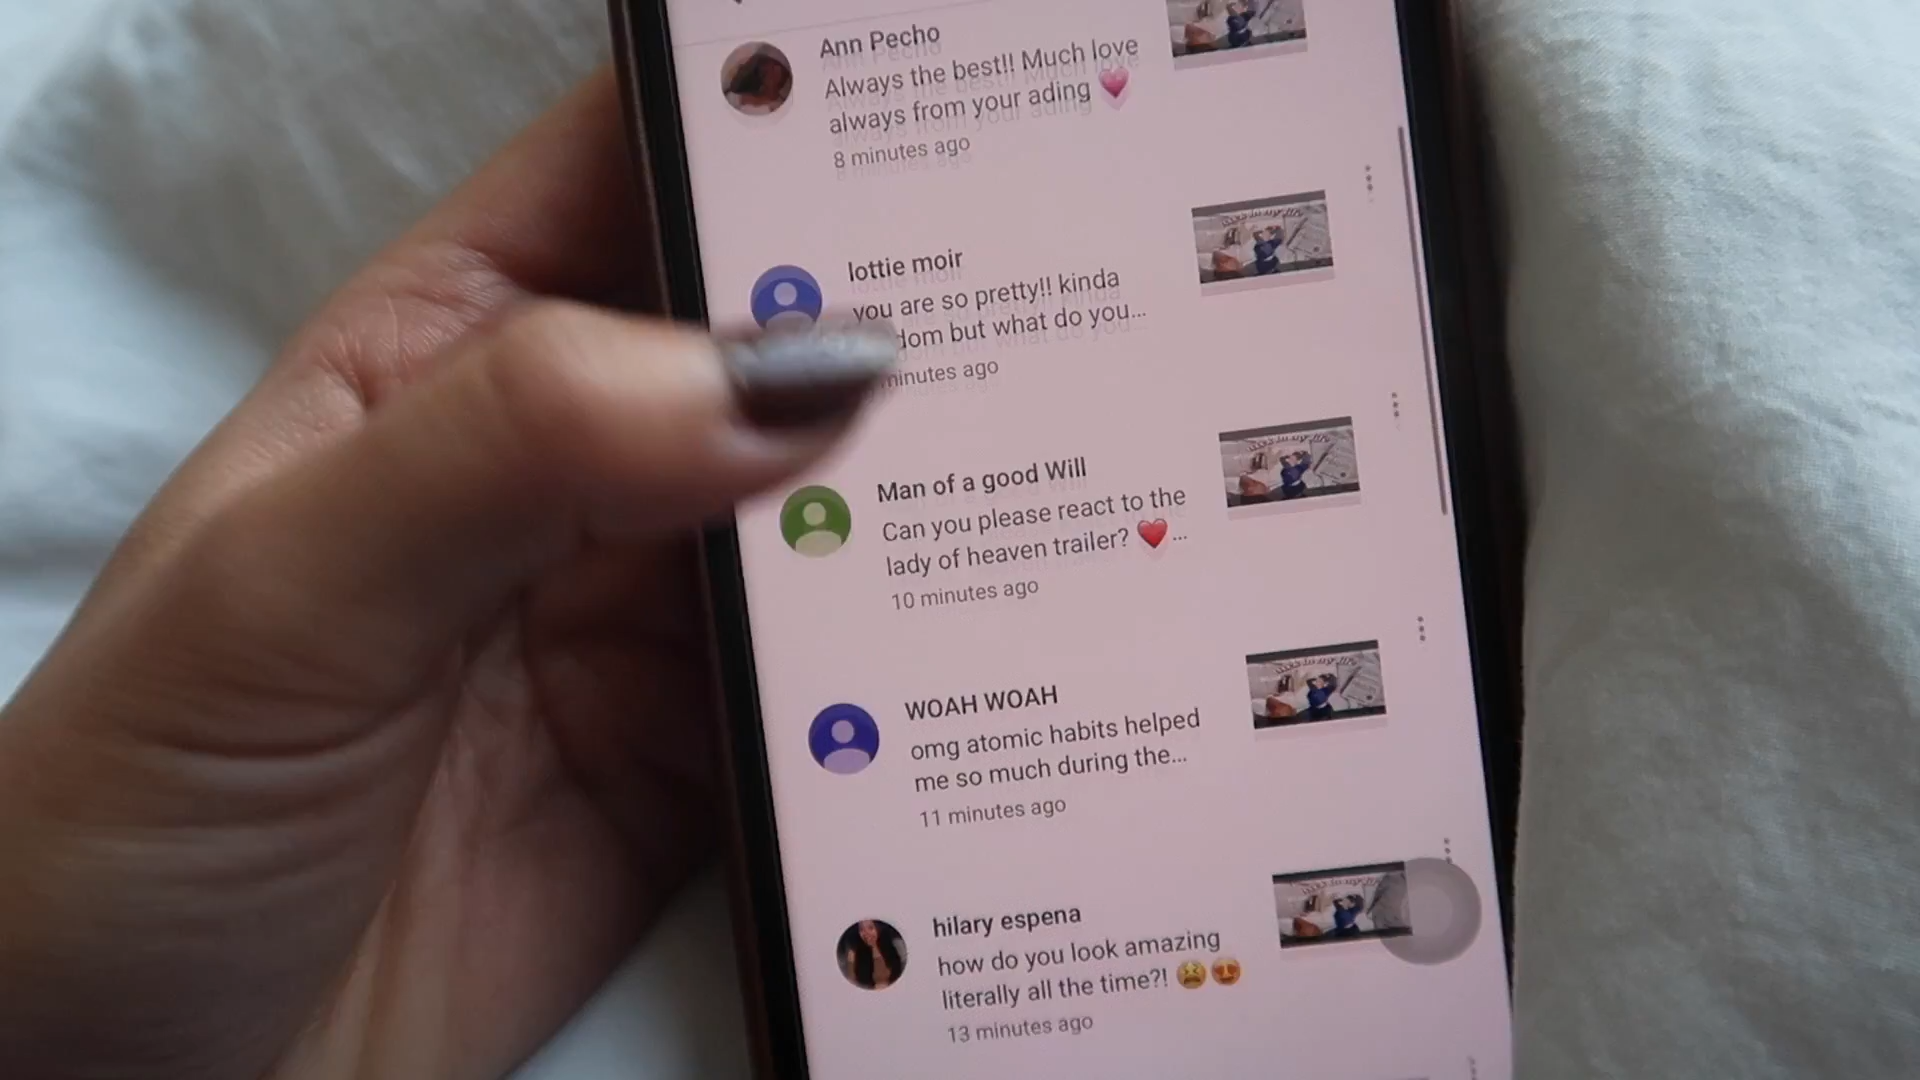 Ann Pecho
Always the best!! Much love
always from your ading 💗
8 minutes ago
lottie moir
you are so pretty!! kinda
dom but what do you...
minutes ago
Man of a good Will
Can you please react to the
lady of heaven trailer? ❤️...
10 minutes ago
WOAH WOAH
omg atomic habits helped
me so much during the...
11 minutes ago
hilary espena
how do you look amazing
literally all the time?! 😫😍
13 minutes ago